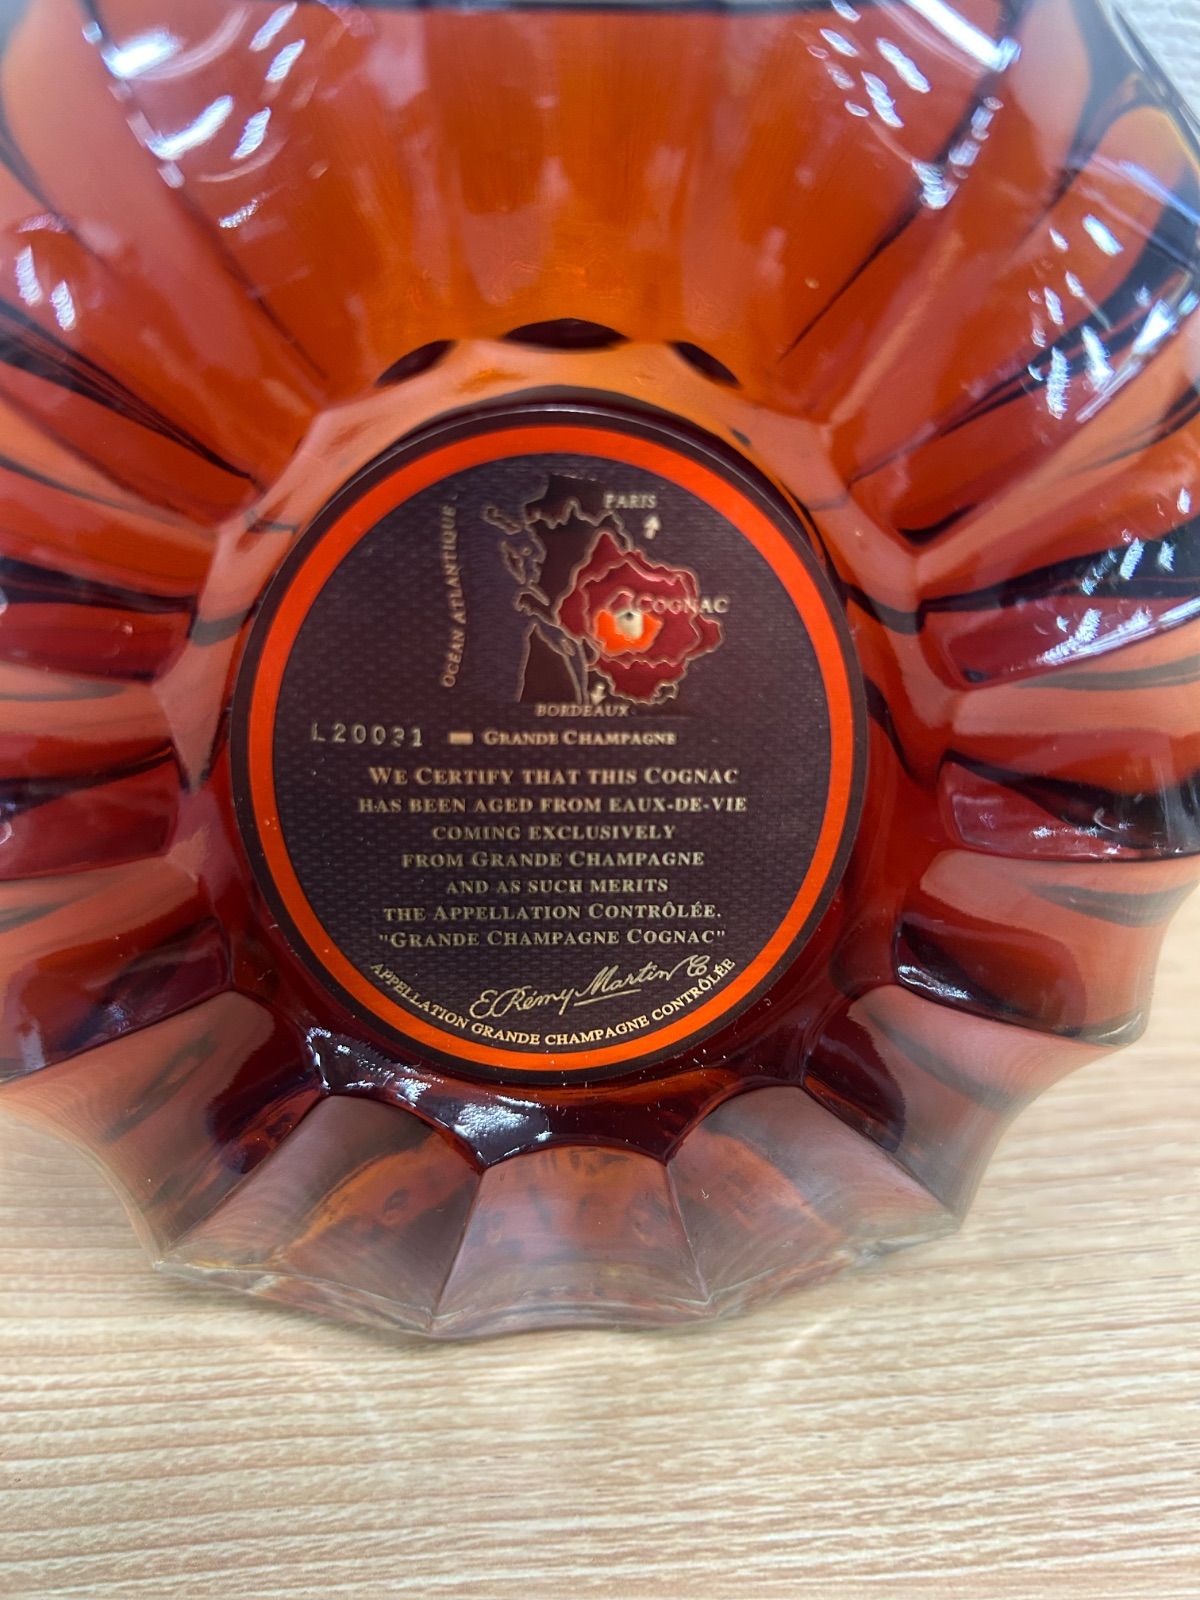 PARIS
OCÉAN ATLANTIQUE
COGNAC
BORDEAUX
GRANDE CHAMPAGNE
WE CERTIFY THAT THIS COGNAC
HAS BEEN AGED FROM EAUX-DE-VIE
COMING EXCLUSIVELY
FROM GRANDE CHAMPAGNE
AND AS SUCH MERITS
THE APPELLATION CONTRÔLÉE.
"GRANDE CHAMPAGNE COGNAC"
E. Rémy Martin & Co
APPELLATION GRANDE CHAMPAGNE CONTRÔLÉE